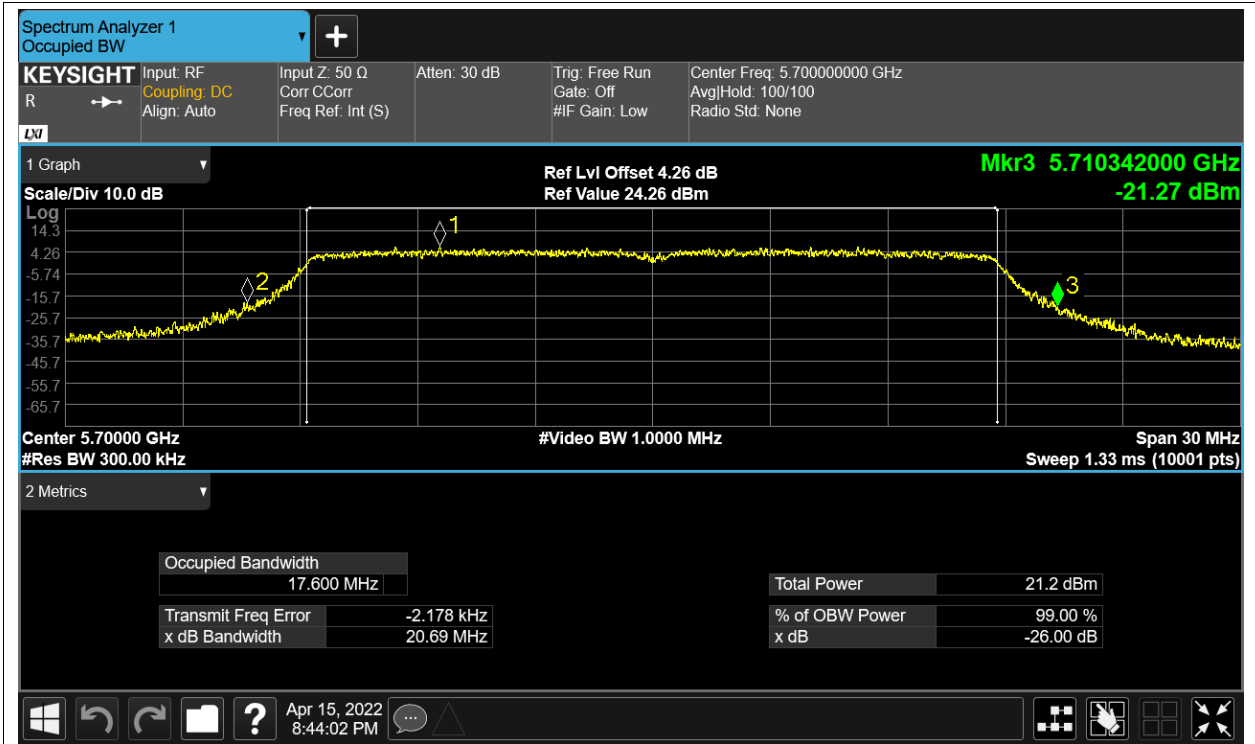 Spectrum Analyzer 1
Occupied BW
KEYSIGHT
R
LXI
Input: RF
Coupling: DC
Align: Auto
Input Z: 50 Ω
Corr CCorr
Freq Ref: Int (S)
Atten: 30 dB
Trig: Free Run
Gate: Off
#IF Gain: Low
Center Freq: 5.700000000 GHz
Avg|Hold: 100/100
Radio Std: None
1 Graph
Scale/Div 10.0 dB
Ref Lvl Offset 4.26 dB
Ref Value 24.26 dBm
Mkr3 5.710342000 GHz
-21.27 dBm
Log
14.3
4.26
-5.74
-15.7
-25.7
-35.7
-45.7
-55.7
-65.7
1
2
3
Center 5.70000 GHz
#Video BW 1.0000 MHz
Span 30 MHz
#Res BW 300.00 kHz
Sweep 1.33 ms (10001 pts)
2 Metrics
Occupied Bandwidth
17.600 MHz
Transmit Freq Error -2.178 kHz
x dB Bandwidth 20.69 MHz
Total Power 21.2 dBm
% of OBW Power 99.00 %
x dB -26.00 dB
?
Apr 15, 2022
8:44:02 PM